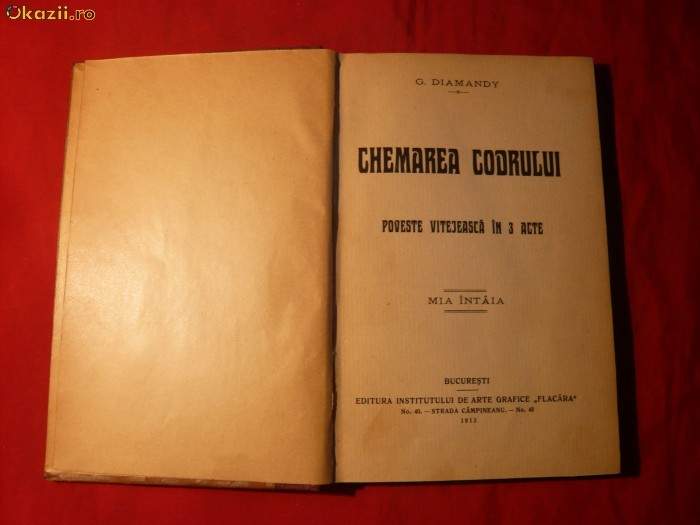 Okazii.ro
G. DIAMANDY
CHEMAREA CODRULUI
POVESTE VITEJEASCĂ ÎN 3 ACTE
MIA ÎNTÂIA
BUCUREȘTI
EDITURA INSTITUTULUI DE ARTE GRAFICE „FLACĂRA“
No. 40. — STRADA CÂMPINEANU. — No. 40
1913